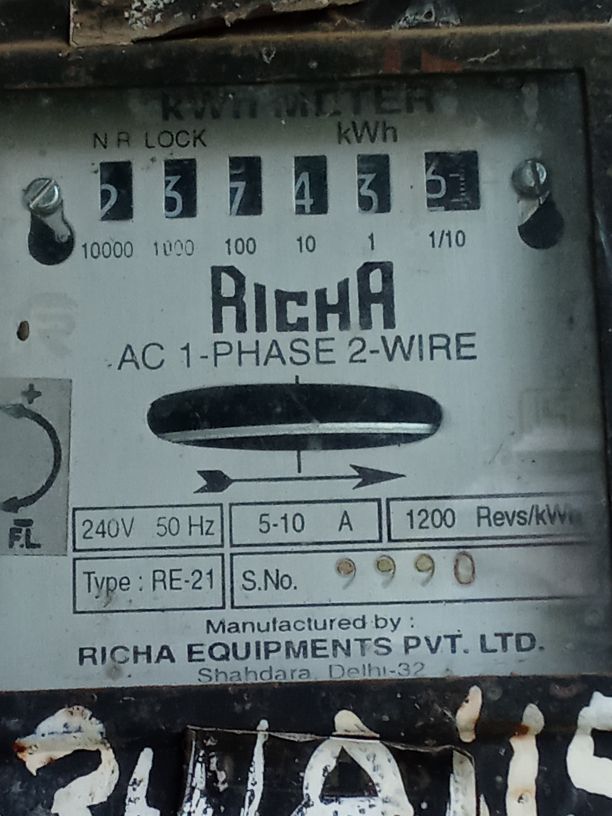 kWh METER
N R LOCK kWh
2 3 7 4 3 6
10000 1000 100 10 1 1/10
RICHA
AC 1-PHASE 2-WIRE
+
-
F.L
240V 50 Hz 5-10 A 1200 Revs/kWh
Type : RE-21 S.No. 9990
Manufactured by :
RICHA EQUIPMENTS PVT. LTD.
Shahdara, Delhi-32